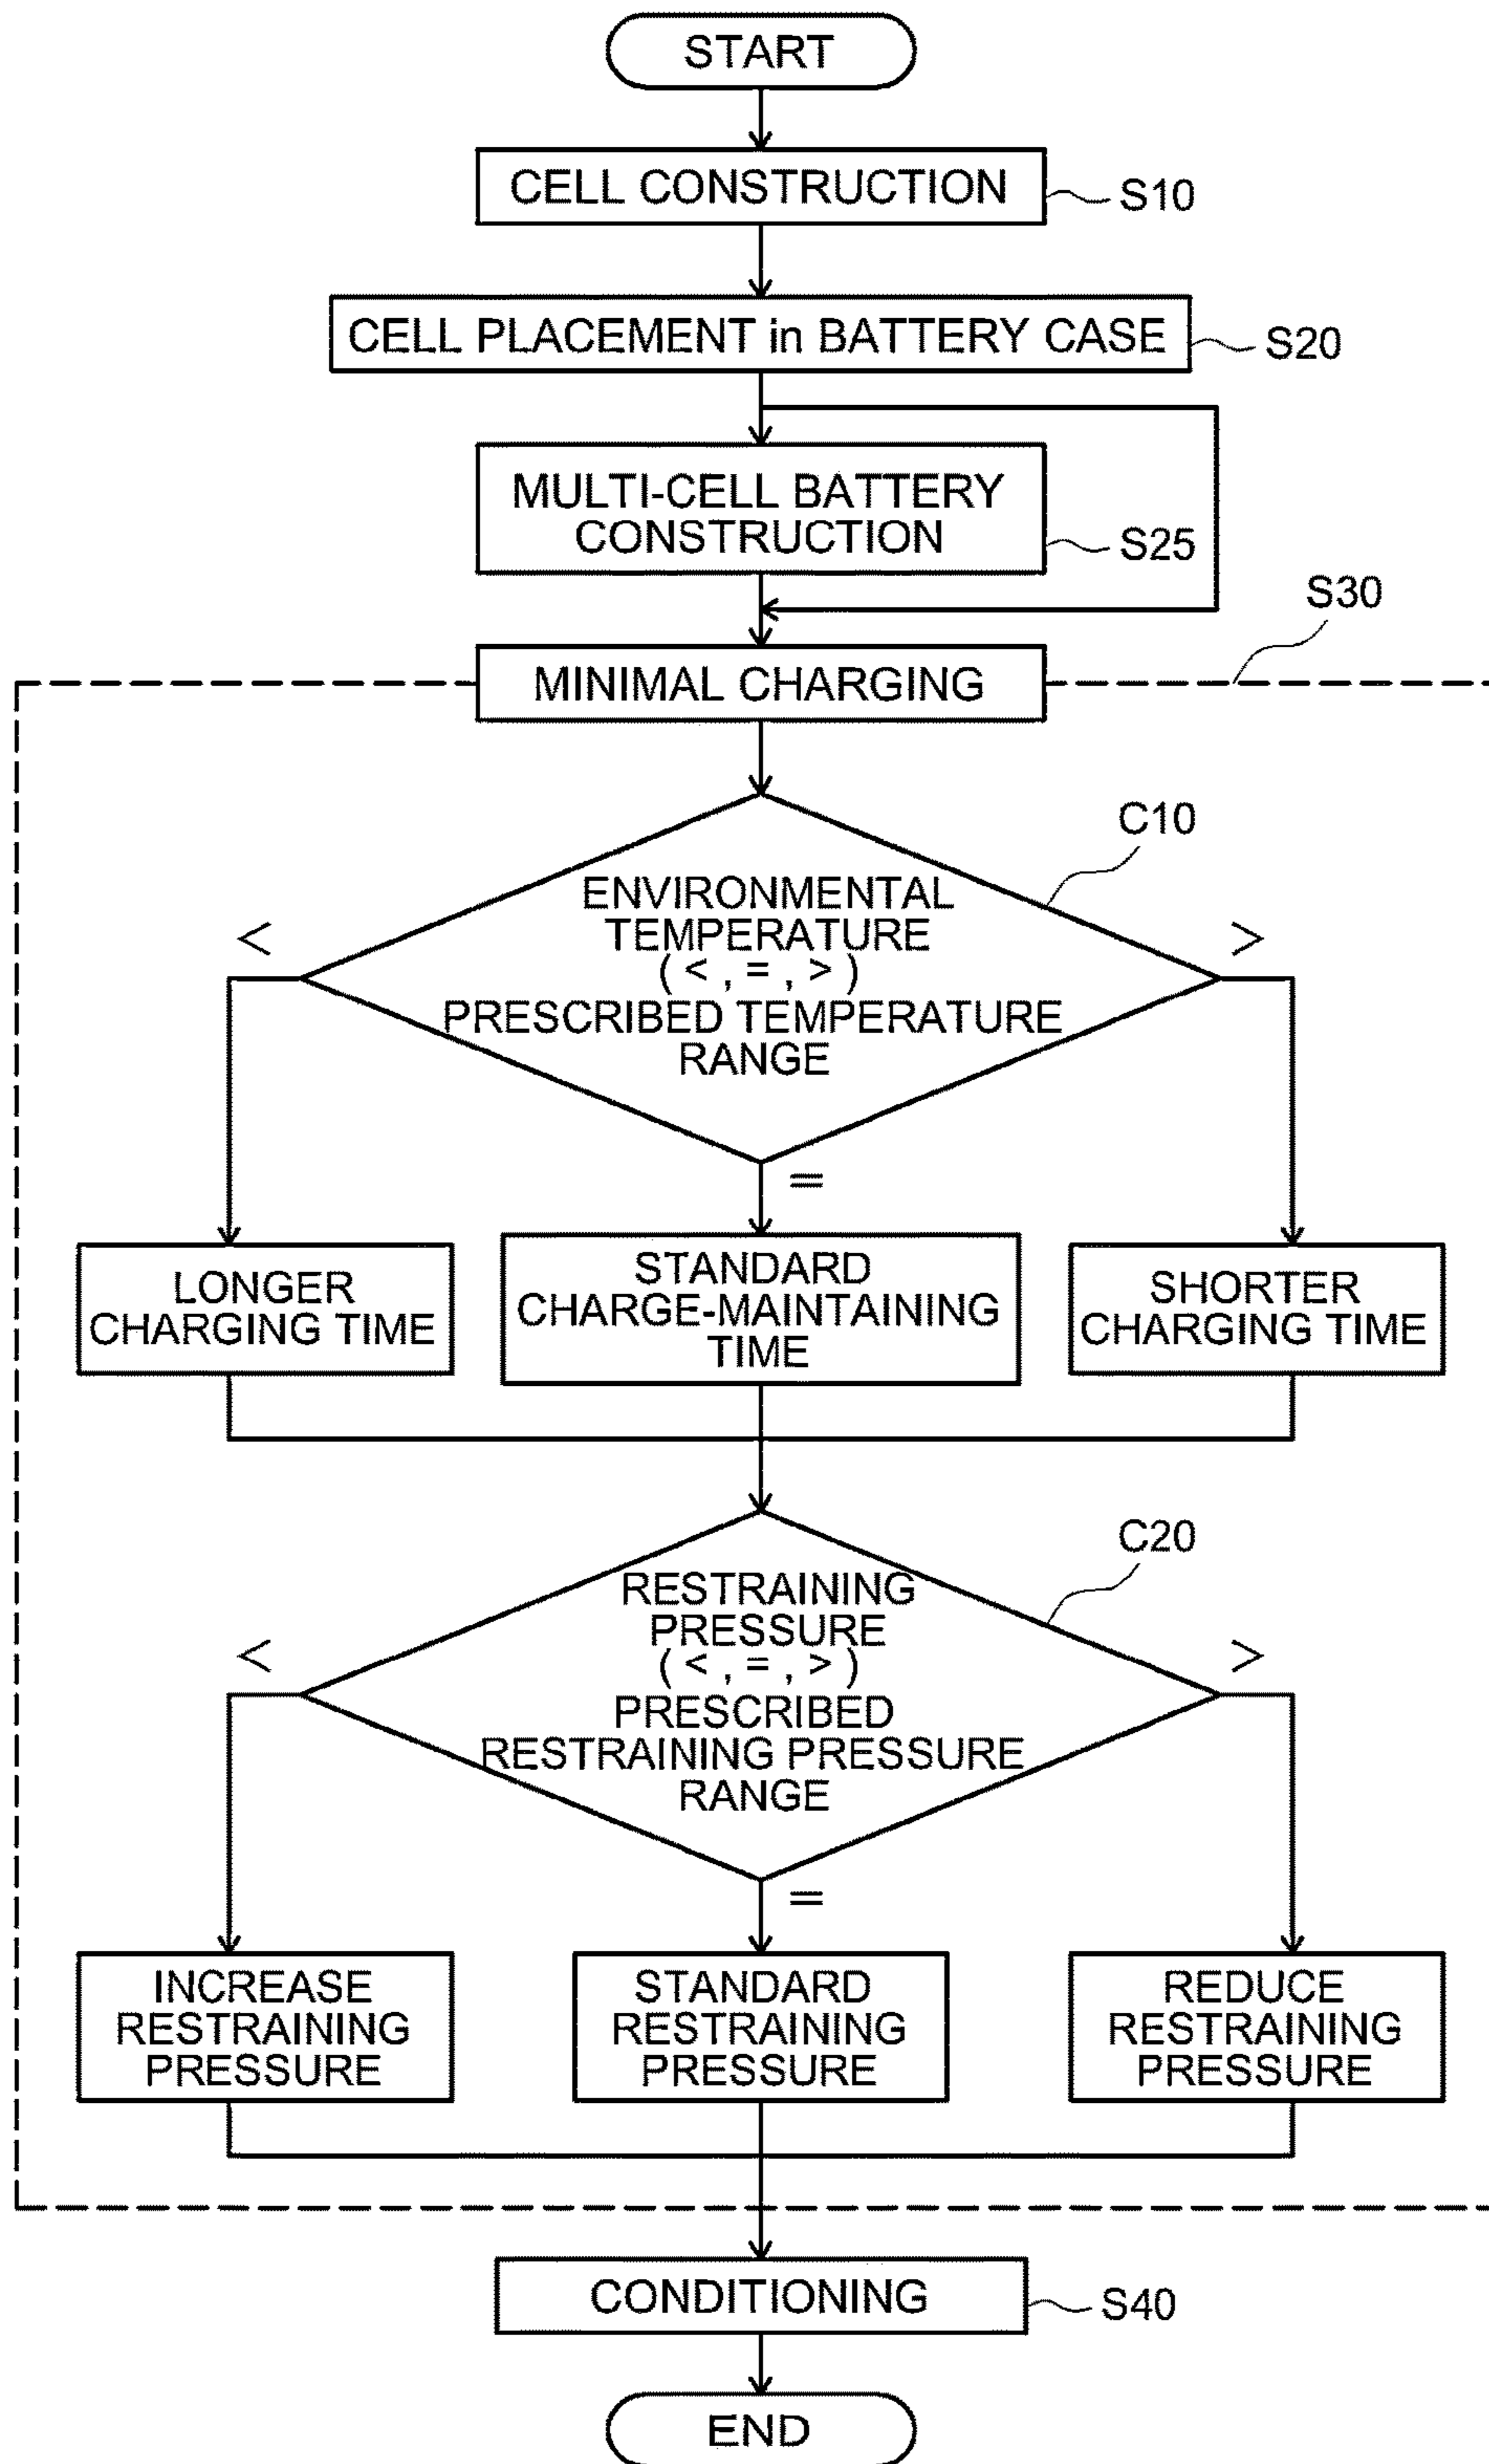 START
CELL CONSTRUCTION
S10
CELL PLACEMENT in BATTERY CASE
S20
MULTI-CELL BATTERY
CONSTRUCTION
S25
S30
MINIMAL CHARGING
C10
ENVIRONMENTAL
TEMPERATURE
( < , = , > )
PRESCRIBED TEMPERATURE
RANGE
<
>
=
LONGER
CHARGING TIME
STANDARD
CHARGE-MAINTAINING
TIME
SHORTER
CHARGING TIME
C20
RESTRAINING
PRESSURE
( < , = , > )
PRESCRIBED
RESTRAINING PRESSURE
RANGE
<
>
=
INCREASE
RESTRAINING
PRESSURE
STANDARD
RESTRAINING
PRESSURE
REDUCE
RESTRAINING
PRESSURE
CONDITIONING
S40
END